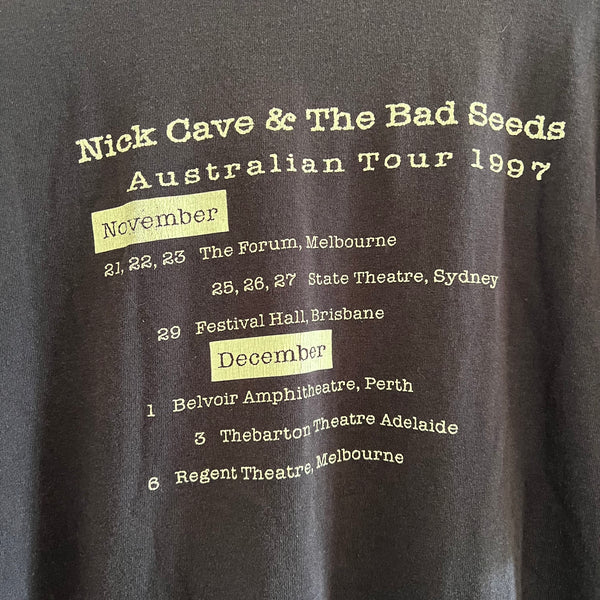 Nick Cave & The Bad Seeds
Australian Tour 1997
November
21, 22, 23 The Forum, Melbourne
25, 26, 27 State Theatre, Sydney
29 Festival Hall, Brisbane
December
1 Belvoir Amphitheatre, Perth
3 Thebarton Theatre Adelaide
6 Regent Theatre, Melbourne